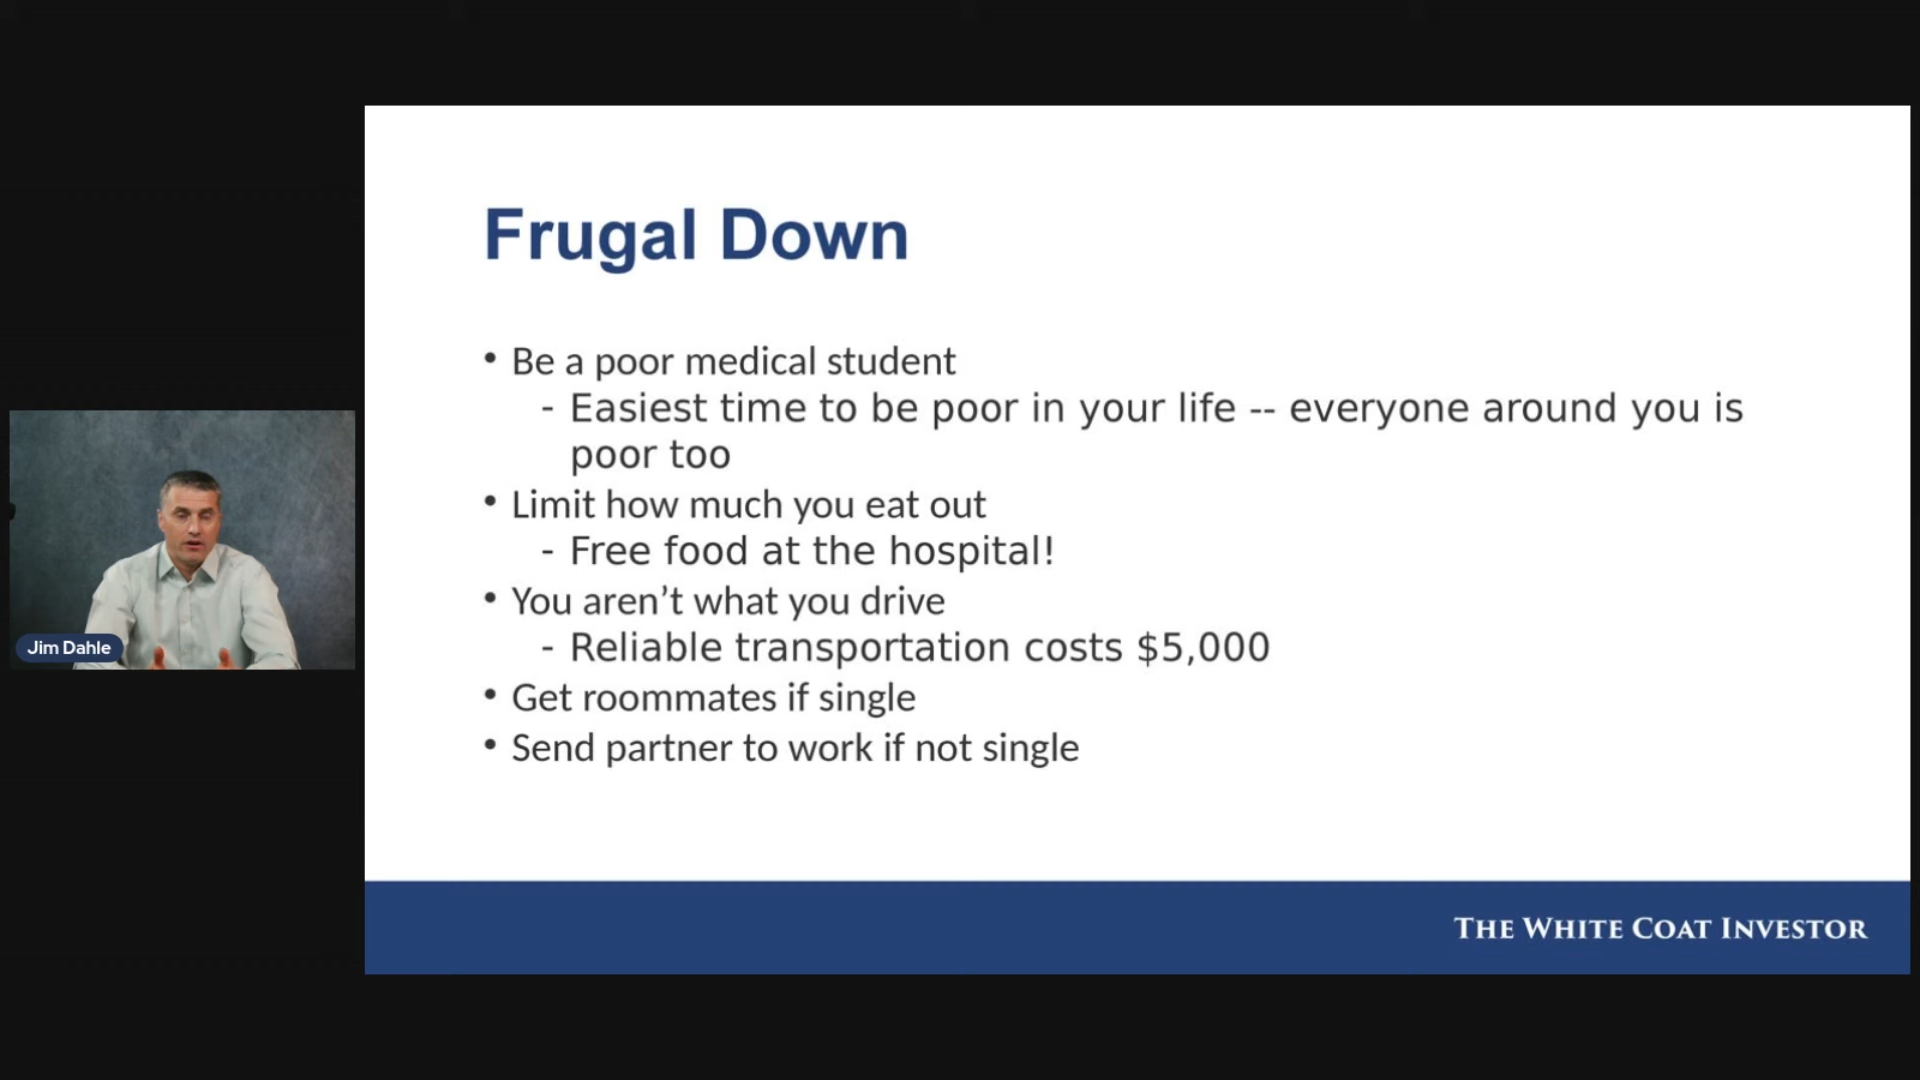 Frugal Down
• Be a poor medical student
- Easiest time to be poor in your life -- everyone around you is
poor too
• Limit how much you eat out
- Free food at the hospital!
• You aren’t what you drive
- Reliable transportation costs $5,000
• Get roommates if single
• Send partner to work if not single
Jim Dahle
THE WHITE COAT INVESTOR